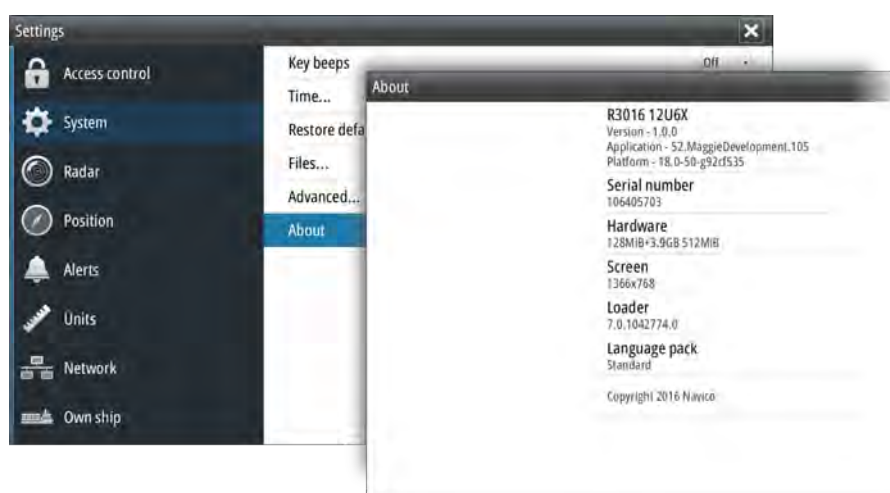 Settings
Access control
System
Radar
Position
Alerts
Units
Network
Own ship
Key beeps
Off
Time...
Restore defa
Files...
Advanced...
About
About
R3016 12U6X
Version - 1.0.0
Application - 52.MaggieDevelopment.105
Platform - 18.0-50-g92cf535
Serial number
106405703
Hardware
128MiB+3.9GB 512MiB
Screen
1366x768
Loader
7.0.1042774.0
Language pack
Standard
Copyright 2016 Navico